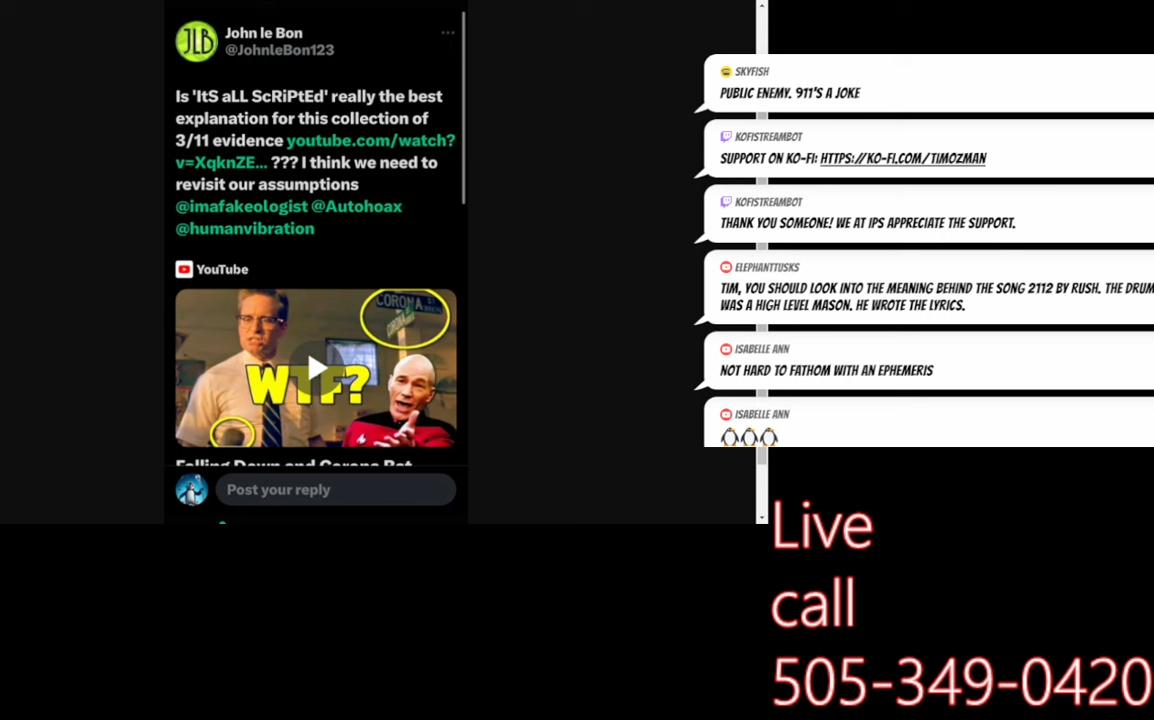 John le Bon
@JohnleBon123
Is 'ItS aLL ScRiPtEd' really the best
explanation for this collection of
3/11 evidence youtube.com/watch?
v=XqknZE... ??? I think we need to
revisit our assumptions
@imafakeologist @Autohoax
@humanvibration
YouTube
CORONA ST
CORONA
WTF?
Falling Down and Corona Bot
Post your reply
SKYFISH
PUBLIC ENEMY. 911'S A JOKE
KOFISTREAMBOT
SUPPORT ON KO-FI: HTTPS://KO-FI.COM/TIMOZMAN
KOFISTREAMBOT
THANK YOU SOMEONE! WE AT IPS APPRECIATE THE SUPPORT.
ELEPHANTTUSKS
TIM, YOU SHOULD LOOK INTO THE MEANING BEHIND THE SONG 2112 BY RUSH. THE DRUM
WAS A HIGH LEVEL MASON. HE WROTE THE LYRICS.
ISABELLE ANN
NOT HARD TO FATHOM WITH AN EPHEMERIS
ISABELLE ANN
🐧🐧🐧
Live
call
505-349-0420